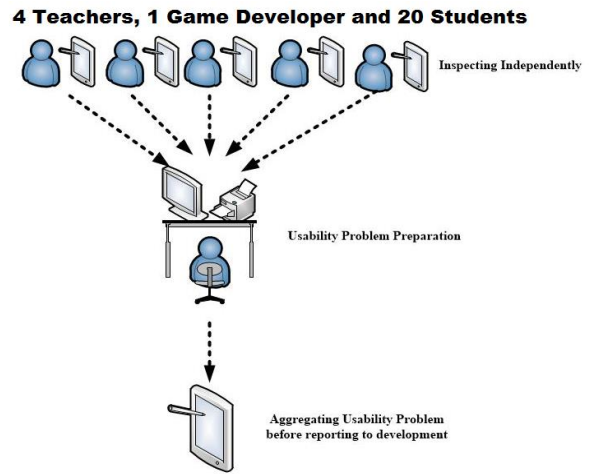 4 Teachers, 1 Game Developer and 20 Students
Inspecting Independently
Usability Problem Preparation
Aggregating Usability Problem
before reporting to development